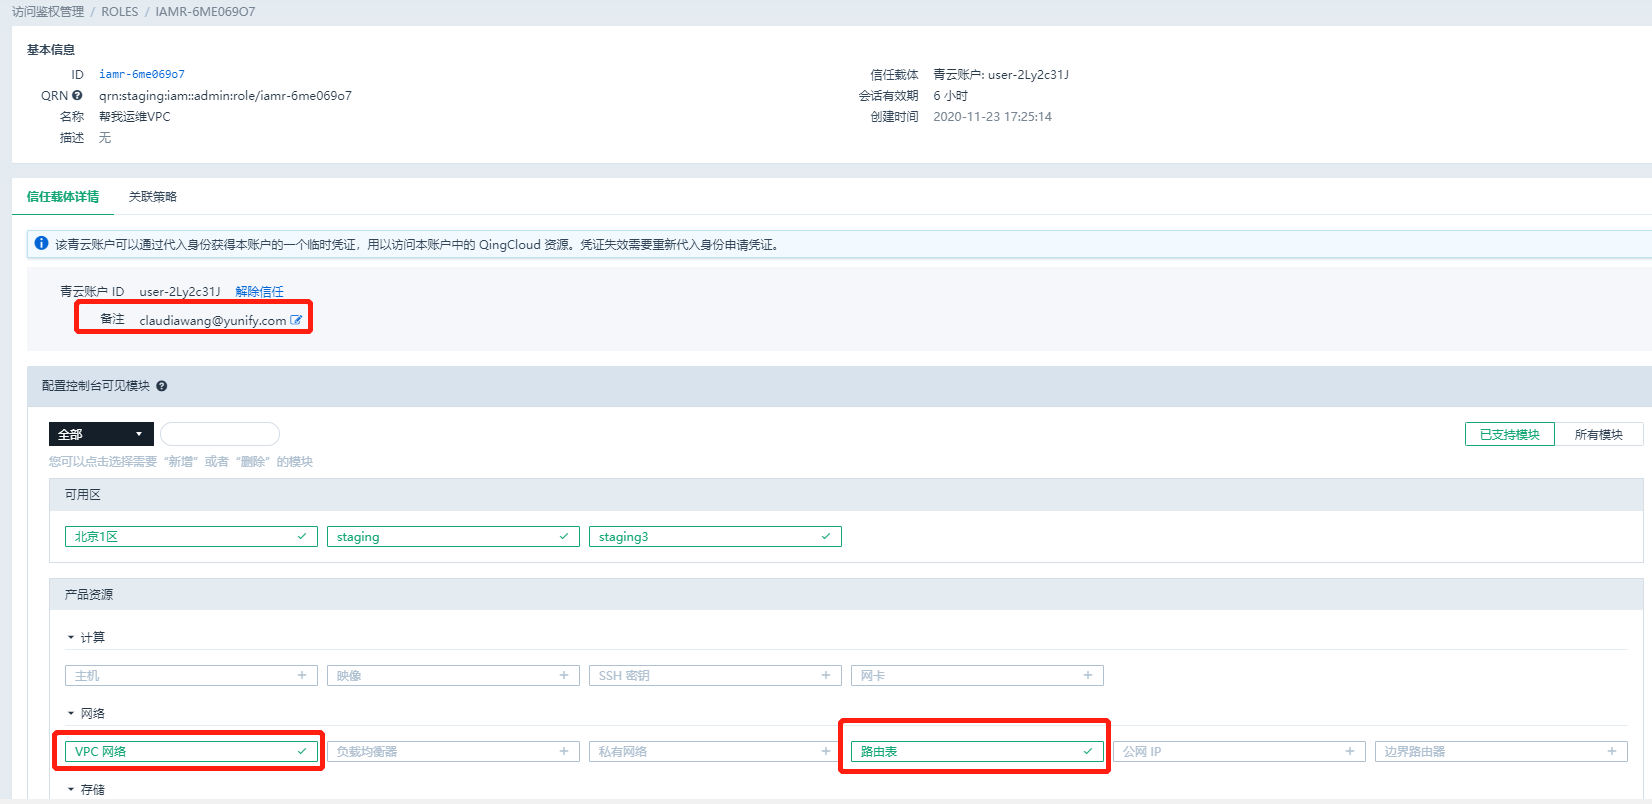 访问鉴权管理 / ROLES / IAMR-6ME069O7
基本信息
ID iamr-6me069o7
信任载体 青云账户: user-2Ly2c31J
QRN qrn:staging:iam::admin:role/iamr-6me069o7
会话有效期 6 小时
名称 帮我运维VPC
创建时间 2020-11-23 17:25:14
描述 无
信任载体详情 关联策略
该青云账户可以通过代入身份获得本账户的一个临时凭证，用以访问本账户中的 QingCloud 资源。凭证失效需要重新代入身份申请凭证。
青云账户 ID user-2Ly2c31J 解除信任
备注 claudiawang@yunify.com
配置控制台可见模块
全部 已支持模块 所有模块
您可以点击选择需要“新增”或者“删除”的模块
可用区
北京1区 staging staging3
产品资源
计算
主机 映像 SSH 密钥 网卡
网络
VPC 网络 负载均衡器 私有网络 路由表 公网 IP 边界路由器
存储